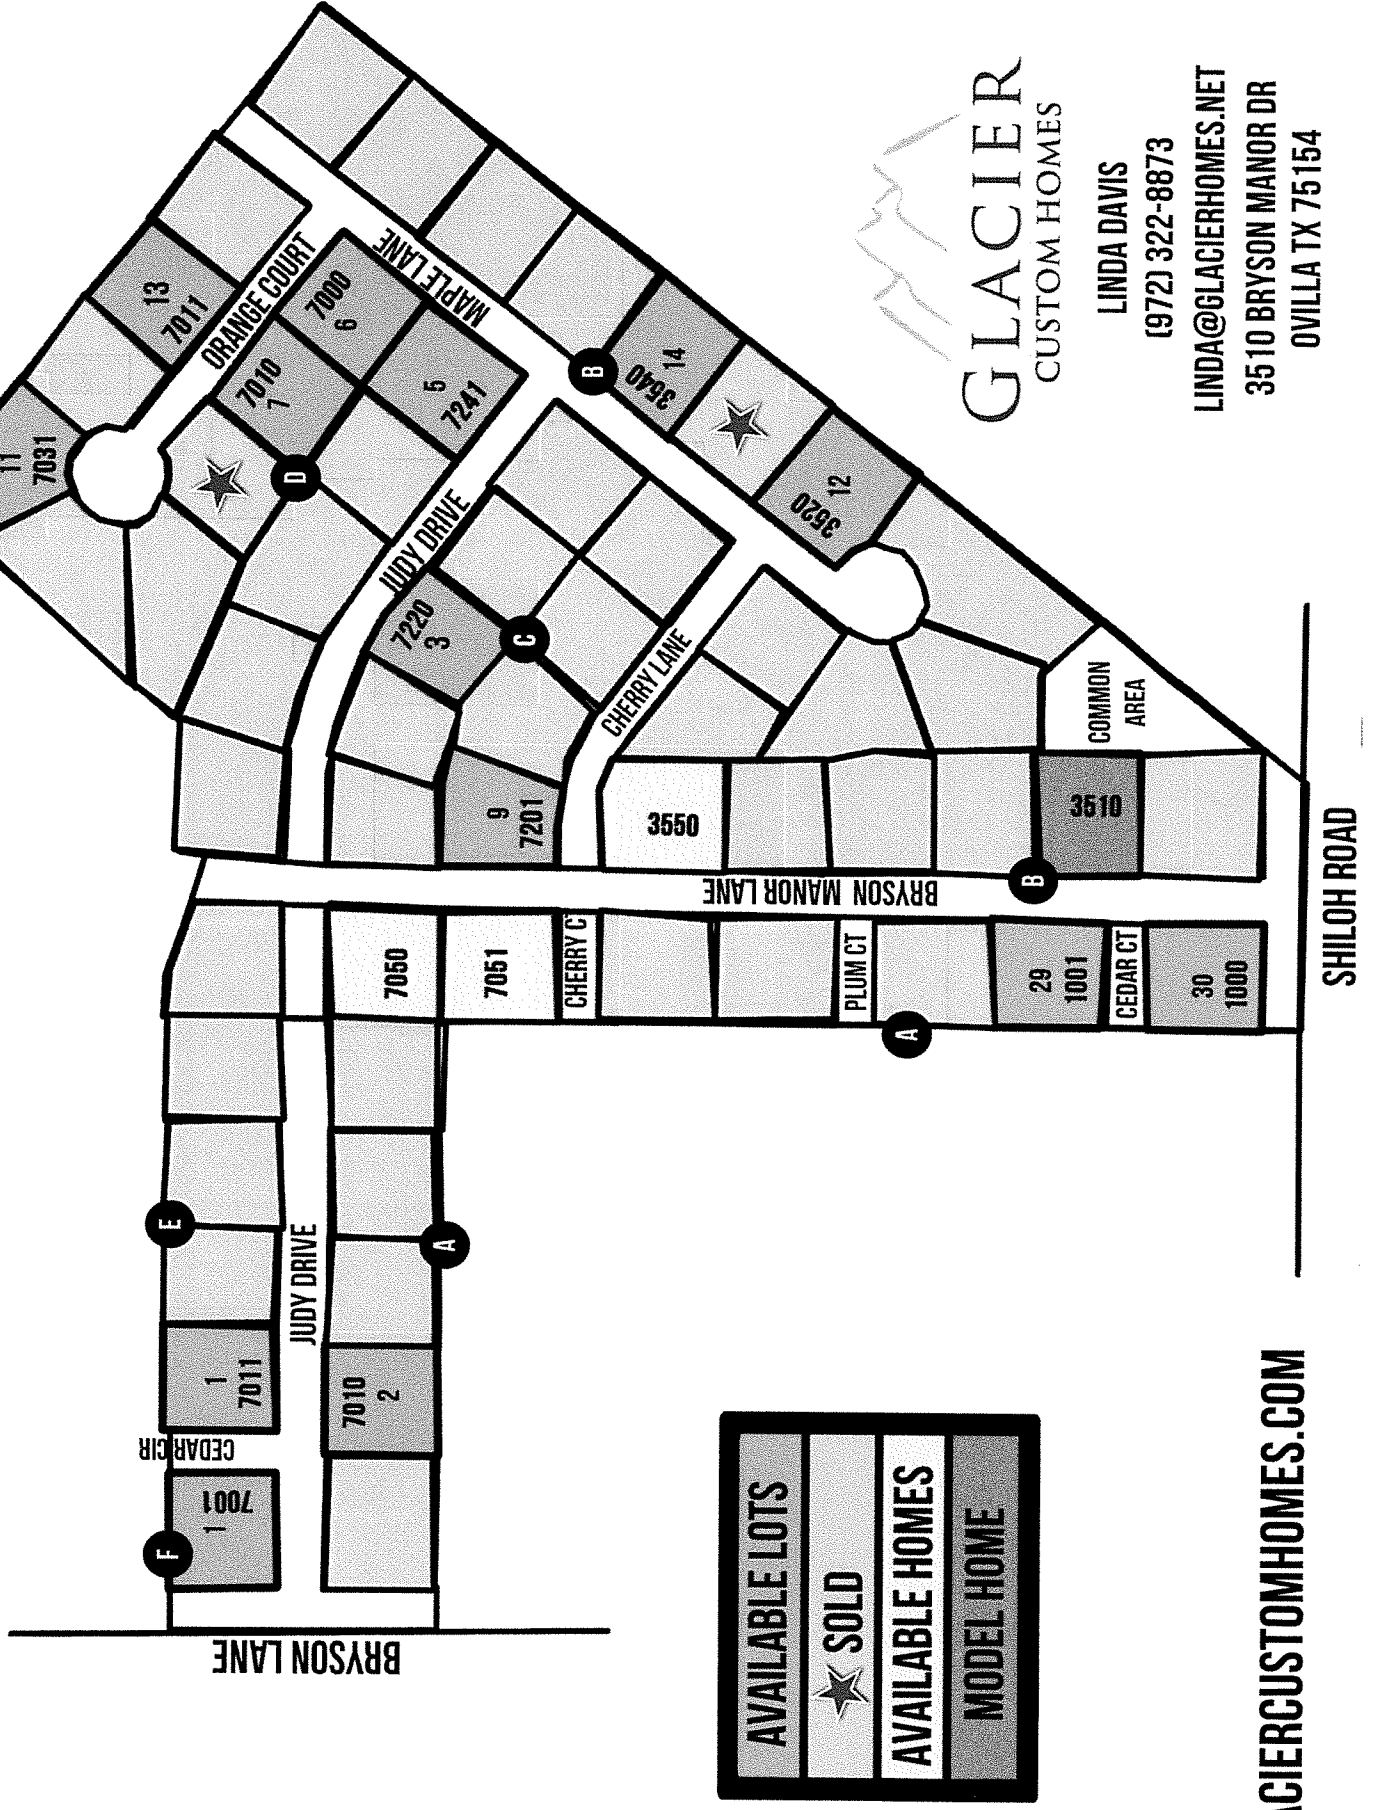 GLACIER
CUSTOM HOMES
LINDA DAVIS
(972) 322-8873
LINDA@GLACIERHOMES.NET
3510 BRYSON MANOR DR
OVILLA TX 75154
13
7011
ORANGE COURT
7000
6
MAPLE LANE
7010
7
5
7241
11
7031
D
B
14
3540
12
3520
JUDY DRIVE
7220
3
C
CHERRY LANE
COMMON
AREA
9
7201
3550
3510
B
BRYSON MANOR LANE
SHILOH ROAD
7050
7051
CHERRY C
PLUM CT
29
1001
CEDAR CT
30
1000
A
E
JUDY DRIVE
A
1
7011
7010
2
CEDAR CIR
F
7001
1
BRYSON LANE
AVAILABLE LOTS
SOLD
AVAILABLE HOMES
MODEL HOME
ACIERCUSTOMHOMES.COM